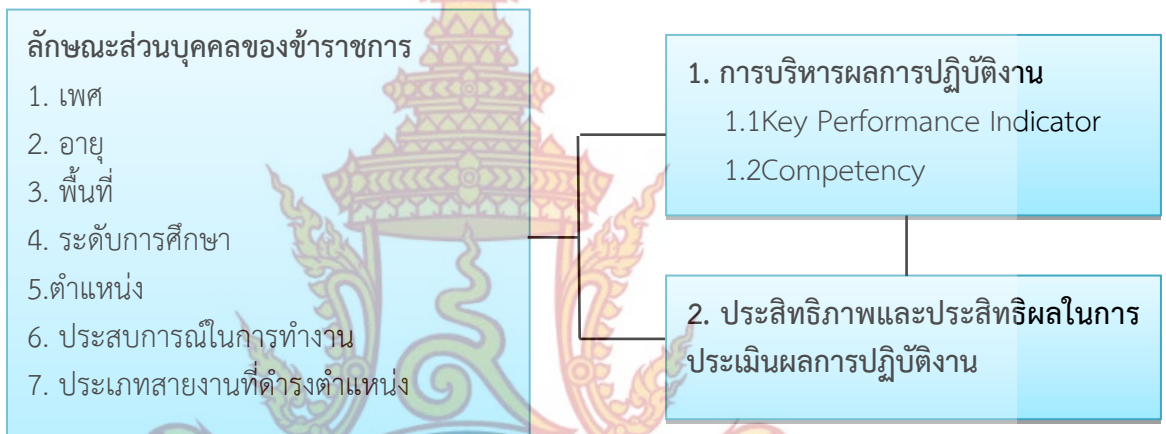 ลักษณะส่วนบุคคลของข้าราชการ
1. เพศ
2. อายุ
3. พื้นที่
4. ระดับการศึกษา
5.ตำแหน่ง
6. ประสบการณ์ในการทำงาน
7. ประเภทสายงานที่ดำรงตำแหน่ง
1. การบริหารผลการปฏิบัติงาน
1.1Key Performance Indicator
1.2Competency
2. ประสิทธิภาพและประสิทธิผลในการ
ประเมินผลการปฏิบัติงาน